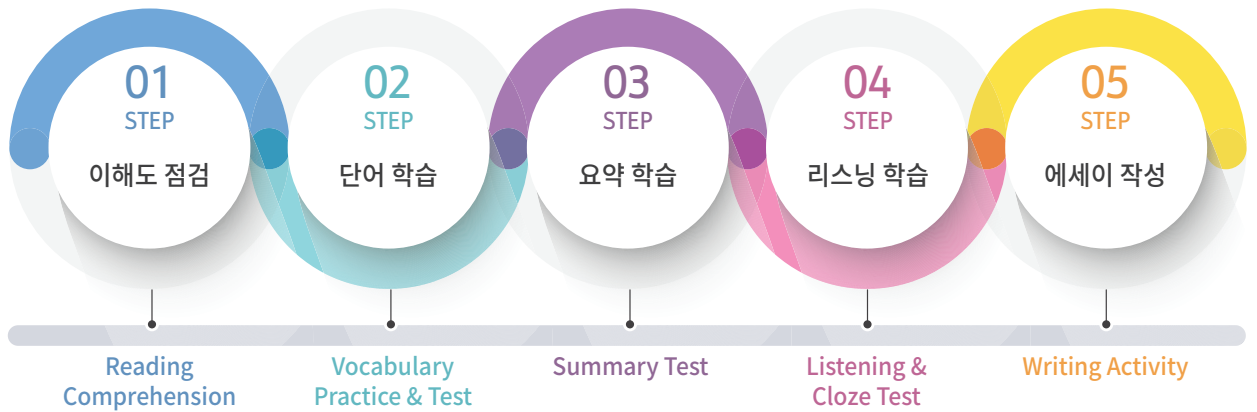 01
STEP
이해도 점검
02
STEP
단어 학습
03
STEP
요약 학습
04
STEP
리스닝 학습
05
STEP
에세이 작성
Reading
Comprehension
Vocabulary
Practice & Test
Summary Test
Listening &
Cloze Test
Writing Activity